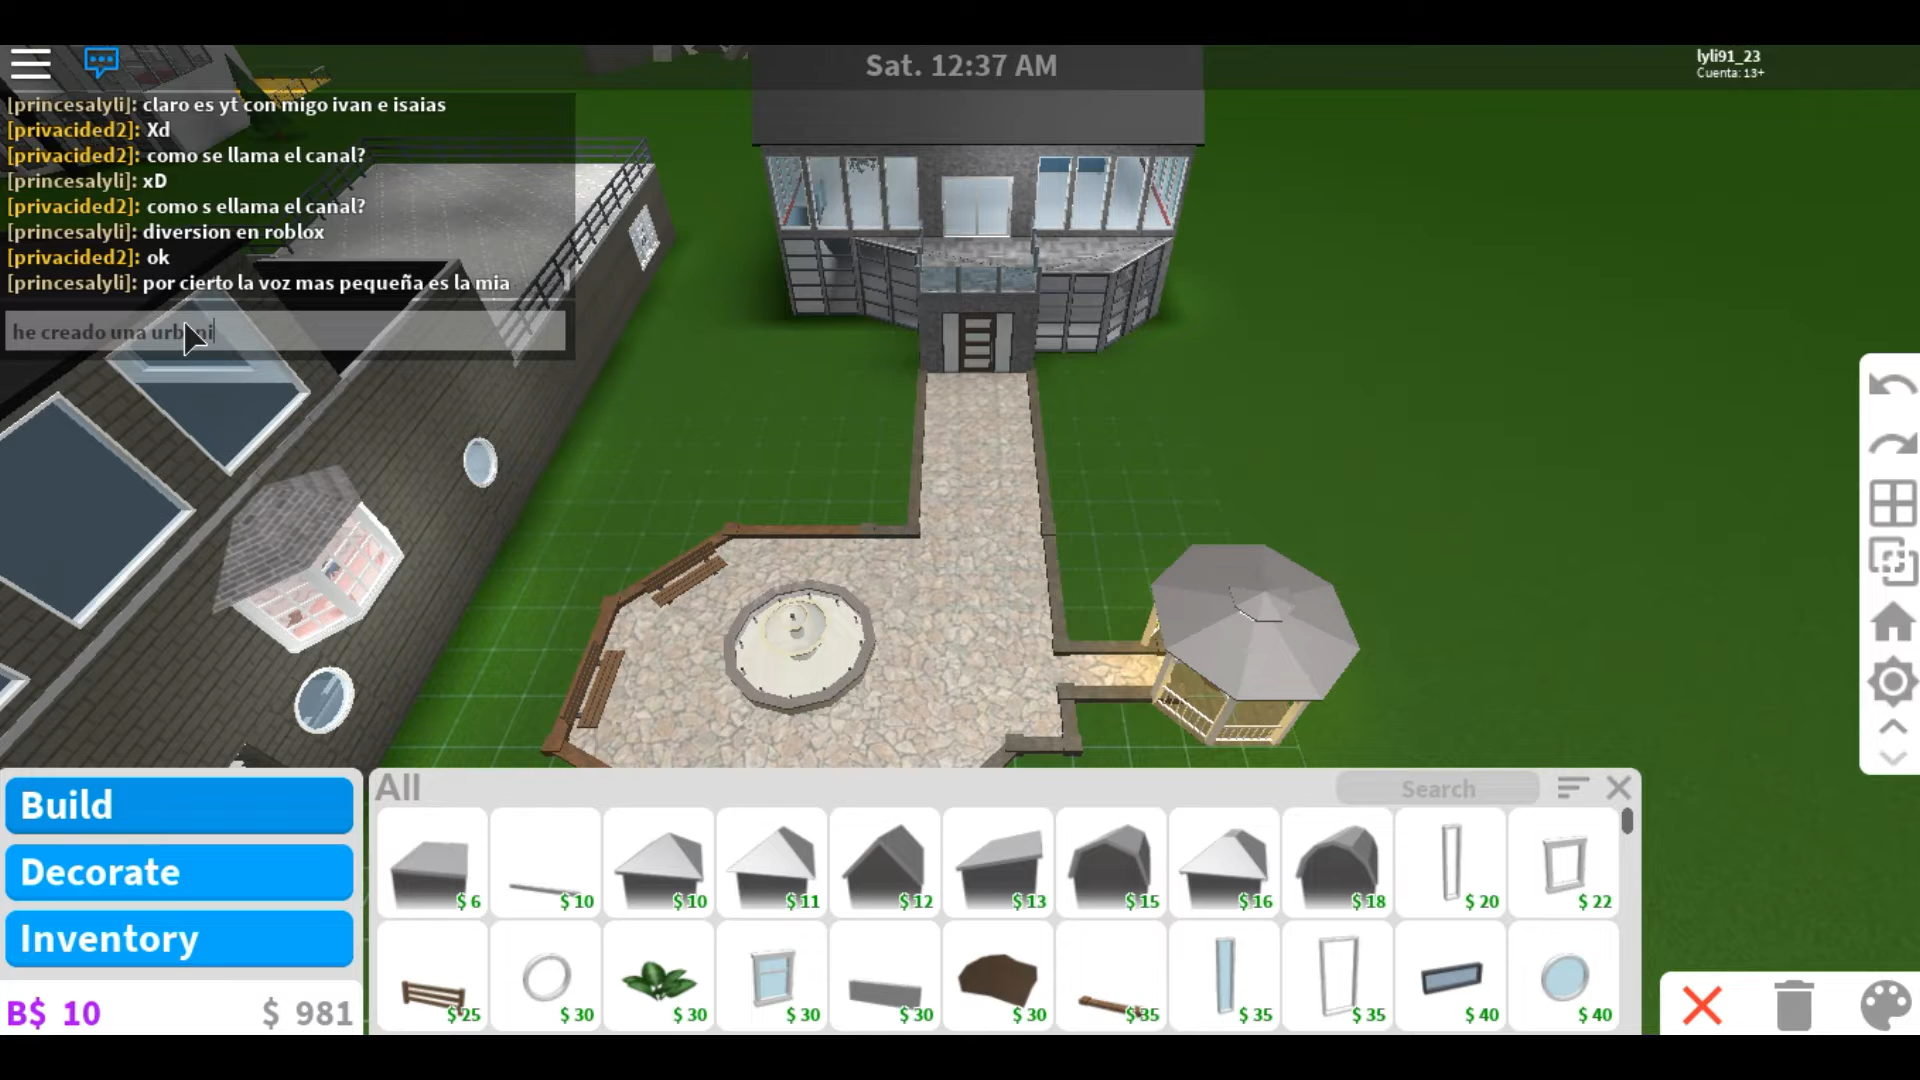 Sat. 12:37 AM
lyli91_23
Cuenta: 13+
[princesalyli]: claro es yt con migo ivan e isaias
[privacided2]: Xd
[privacided2]: como se llama el canal?
[princesalyli]: xD
[privacided2]: como s ellama el canal?
[princesalyli]: diversion en roblox
[privacided2]: ok
[princesalyli]: por cierto la voz mas pequeña es la mia
he creado una urbani
Build
Decorate
Inventory
B$ 10
$ 981
All
Search
$ 6 $ 10 $ 10 $ 11 $ 12 $ 13 $ 15 $ 16 $ 18 $ 20 $ 22
$ 25 $ 30 $ 30 $ 30 $ 30 $ 30 $ 35 $ 35 $ 35 $ 40 $ 40